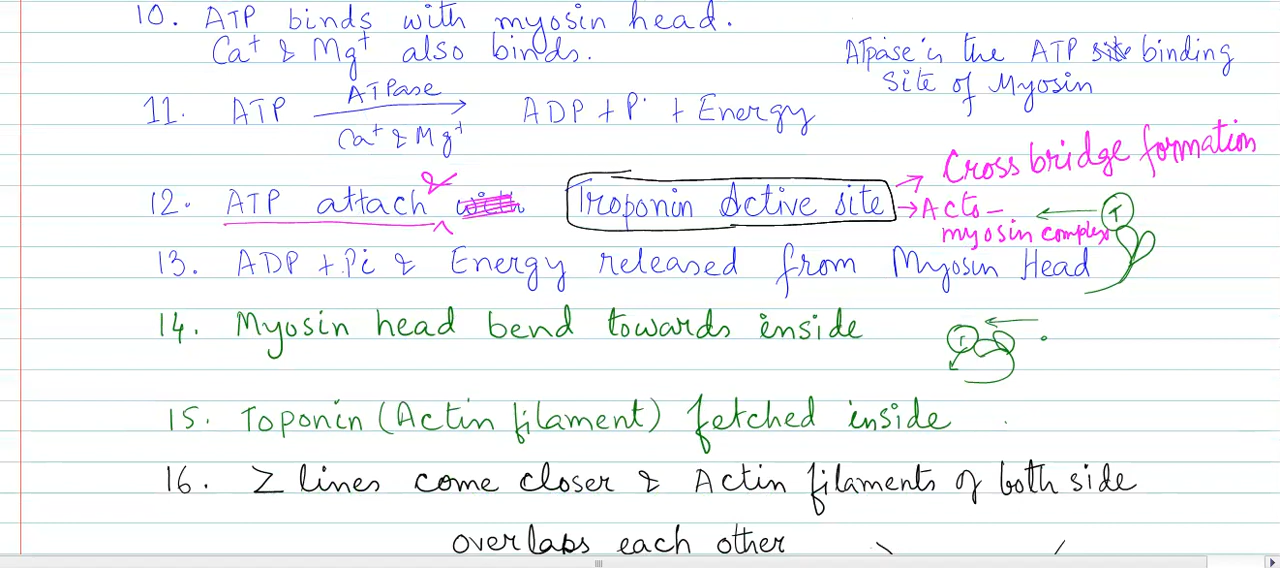 10. ATP binds with myosin head.
Ca+ & Mg+ also binds.
ATPase is the ATP binding
site of Myosin
11. ATP ATPase ADP + Pi + Energy
Ca+ & Mg+
Cross bridge formation
12. ATP attach & Troponin Active site
Acto-
myosin complex
T
13. ADP + Pi & Energy released from Myosin Head
14. Myosin head bend towards inside
T
15. Toponin (Actin filament) fetched inside
16. Z lines come closer & Actin filaments of both side
overlabs each other